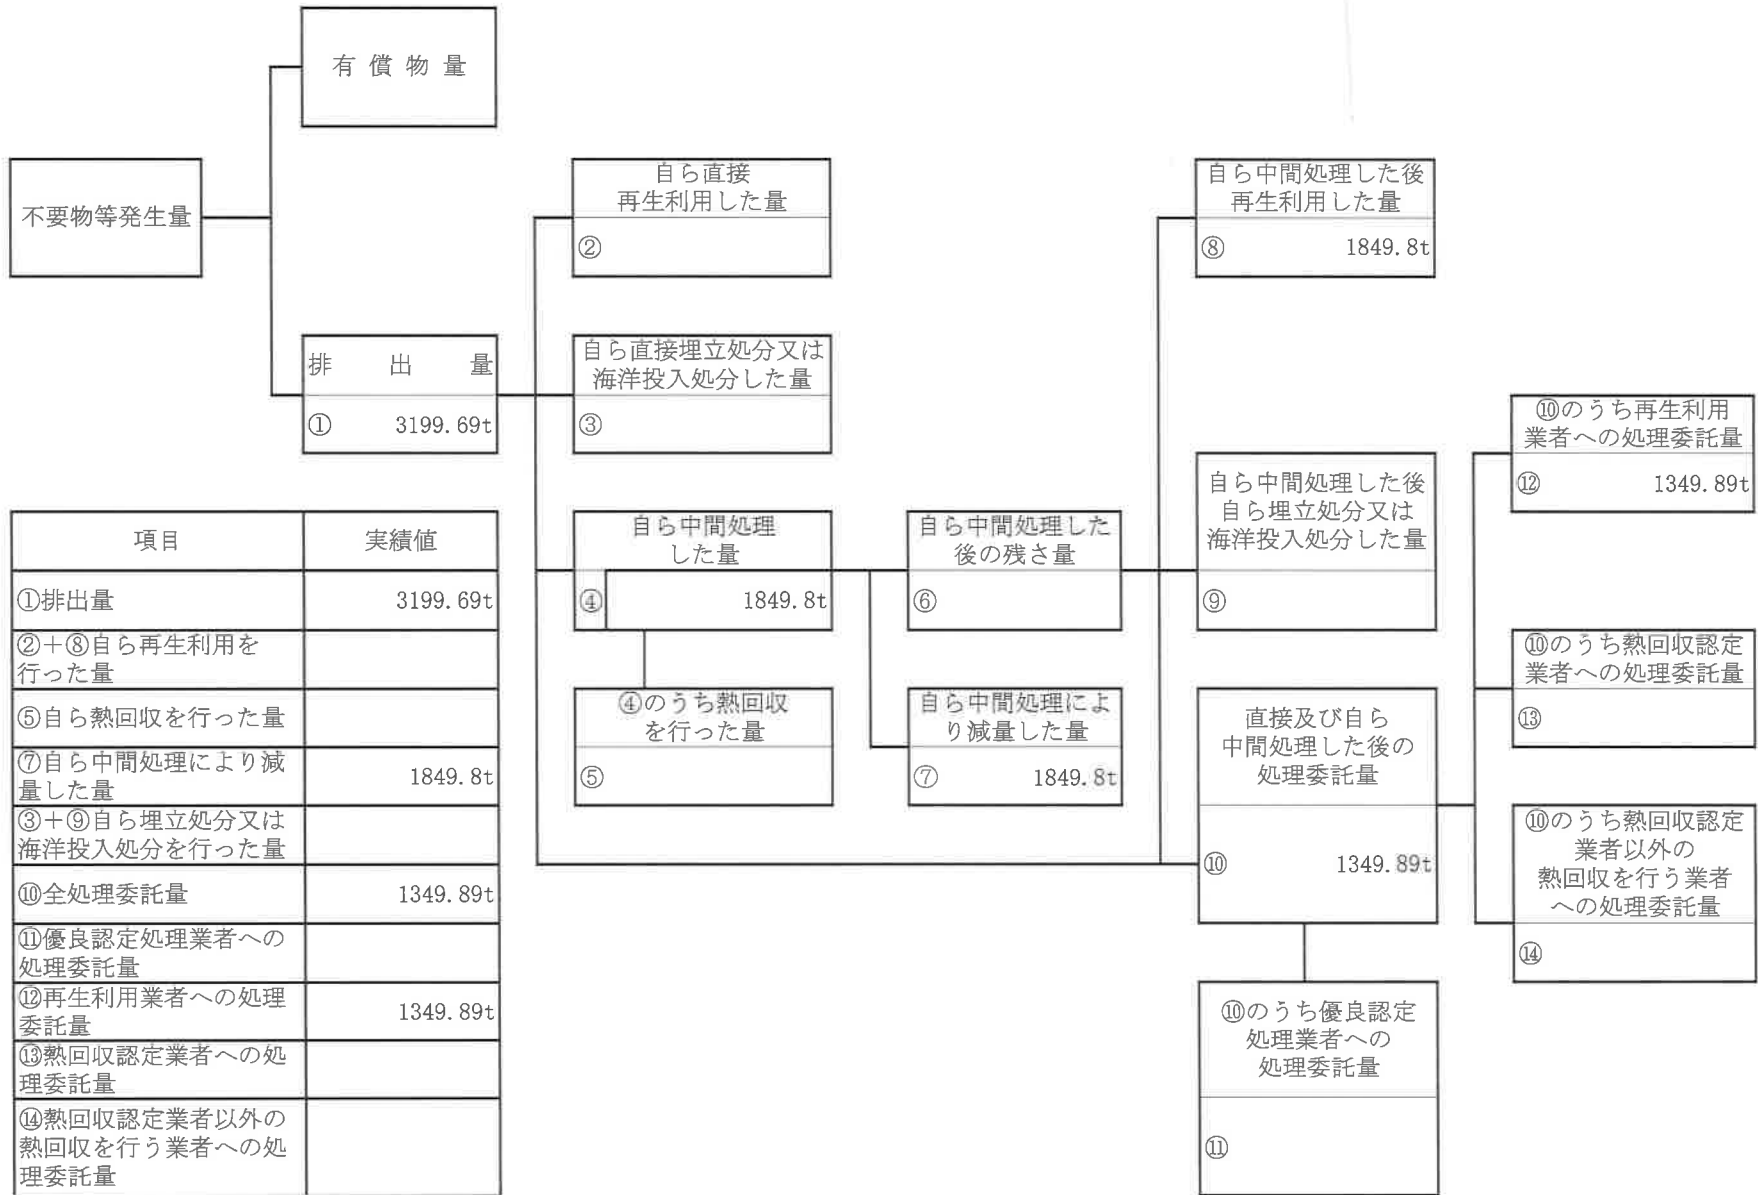 有償物量
不要物等発生量
自ら直接
再生利用した量
②
自ら中間処理した後
再生利用した量
⑧ 1849.8t
排出量
① 3199.69t
自ら直接埋立処分又は
海洋投入処分した量
③
⑩のうち再生利用
業者への処理委託量
⑫ 1349.89t
自ら中間処理
した量
④ 1849.8t
自ら中間処理した
後の残さ量
⑥
自ら中間処理した後
自ら埋立処分又は
海洋投入処分した量
⑨
④のうち熱回収
を行った量
⑤
自ら中間処理によ
り減量した量
⑦ 1849.8t
直接及び自ら
中間処理した後の
処理委託量
⑩ 1349.89t
⑩のうち熱回収認定
業者への処理委託量
⑬
⑩のうち熱回収認定
業者以外の
熱回収を行う業者
への処理委託量
⑭
⑩のうち優良認定
処理業者への
処理委託量
⑪
項目 実績値
①排出量 3199.69t
②+⑧自ら再生利用を
行った量
⑤自ら熱回収を行った量
⑦自ら中間処理により減
量した量 1849.8t
③+⑨自ら埋立処分又は
海洋投入処分を行った量
⑩全処理委託量 1349.89t
⑪優良認定処理業者への
処理委託量
⑫再生利用業者への処理
委託量 1349.89t
⑬熱回収認定業者への処
理委託量
⑭熱回収認定業者以外の
熱回収を行う業者への処
理委託量